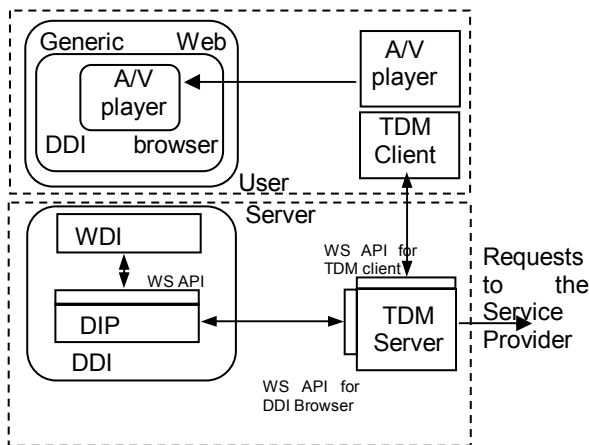 Generic Web
A/V
player
DDI browser
A/V
player
TDM
Client
User
Server
WDI
WS API
DIP
DDI
WS API for
TDM client
TDM
Server
WS API for
DDI Browser
Requests
to the
Service
Provider